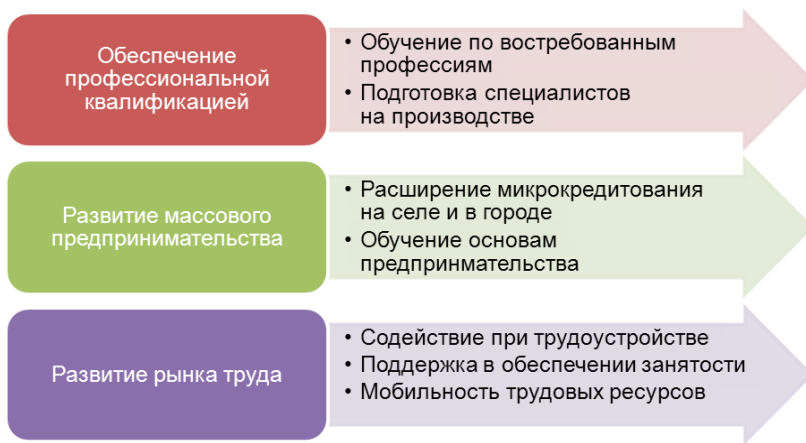 Обеспечение
профессиональной
квалификацией
• Обучение по востребованным
профессиям
• Подготовка специалистов
на производстве
Развитие массового
предпринимательства
• Расширение микрокредитования
на селе и в городе
• Обучение основам
предпринмательства
Развитие рынка труда
• Содействие при трудоустройстве
• Поддержка в обеспечении занятости
• Мобильность трудовых ресурсов